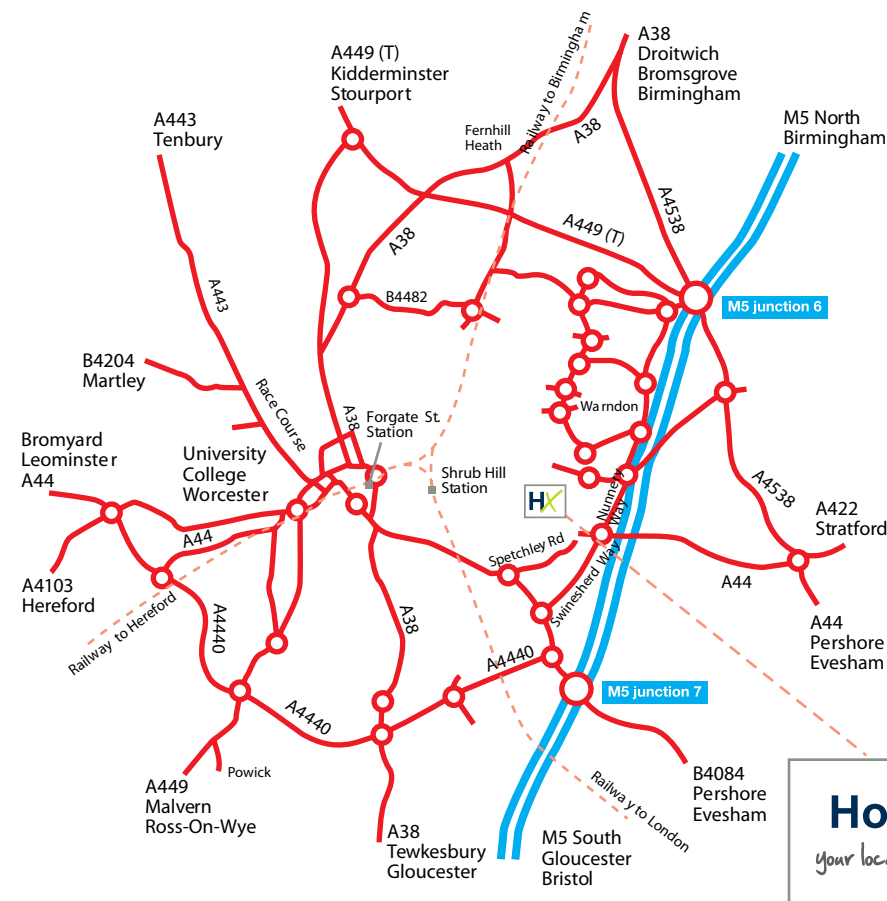 A38
Droitwich
Bromsgrove
Birmingham
A449 (T)
Kidderminster
Stourport
Railway to Birmingham
M5 North
Birmingham
A443
Tenbury
Fernhill
Heath
A38
A4538
A449 (T)
A38
A443
B4482
M5 junction 6
B4204
Martley
Race Course
A38
Forgate St.
Station
Warndon
Bromyard
Leominster
A44
University
College
Worcester
Shrub Hill
Station
HX
Nunnery
Way
A4538
A422
Stratford
A44
Spetchley Rd
A4103
Hereford
Railway to Hereford
A4440
A38
Swinesherd Way
A44
A44
Pershore
Evesham
A4440
M5 junction 7
A4440
A449
Malvern
Ross-On-Wye
Powick
B4084
Pershore
Evesham
Railway to London
A38
Tewkesbury
Gloucester
M5 South
Gloucester
Bristol
Ho
your loc